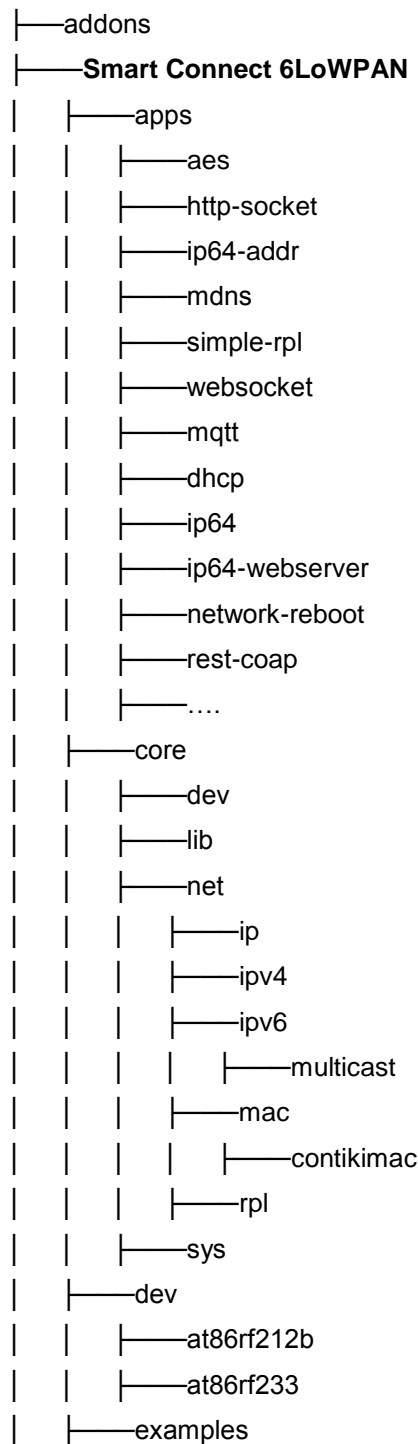 ├──addons
├──Smart Connect 6LoWPAN
│ ├──apps
│ │ ├──aes
│ │ ├──http-socket
│ │ ├──ip64-addr
│ │ ├──mdns
│ │ ├──simple-rpl
│ │ ├──websocket
│ │ ├──mqtt
│ │ ├──dhcp
│ │ ├──ip64
│ │ ├──ip64-webserver
│ │ ├──network-reboot
│ │ ├──rest-coap
│ │ ├──….
│ ├──core
│ │ ├──dev
│ │ ├──lib
│ │ ├──net
│ │ │ ├──ip
│ │ │ ├──ipv4
│ │ │ ├──ipv6
│ │ │ │ ├──multicast
│ │ │ ├──mac
│ │ │ │ ├──contikimac
│ │ │ ├──rpl
│ │ ├──sys
│ ├──dev
│ │ ├──at86rf212b
│ │ ├──at86rf233
│ ├──examples